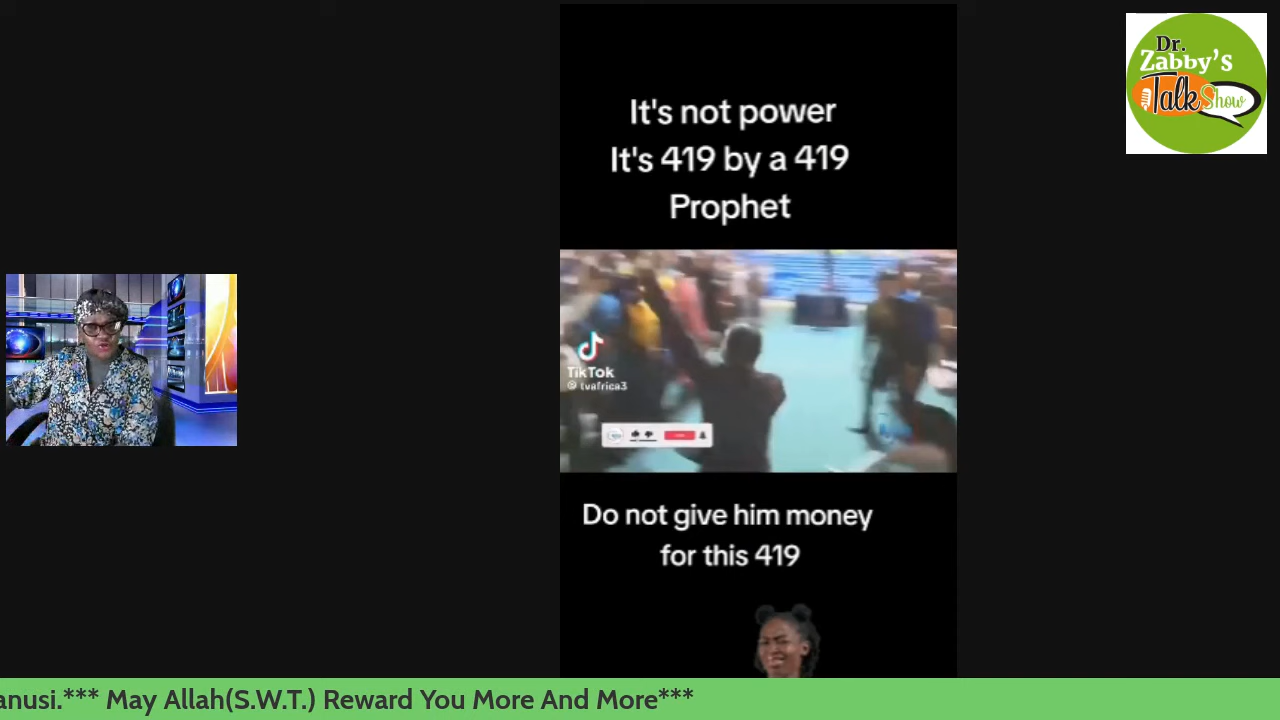 It's not power
It's 419 by a 419
Prophet
TikTok
@ tvafrica3
Do not give him money
for this 419
Dr.
Zabby's
Talk Show
anusi.*** May Allah(S.W.T.) Reward You More And More***